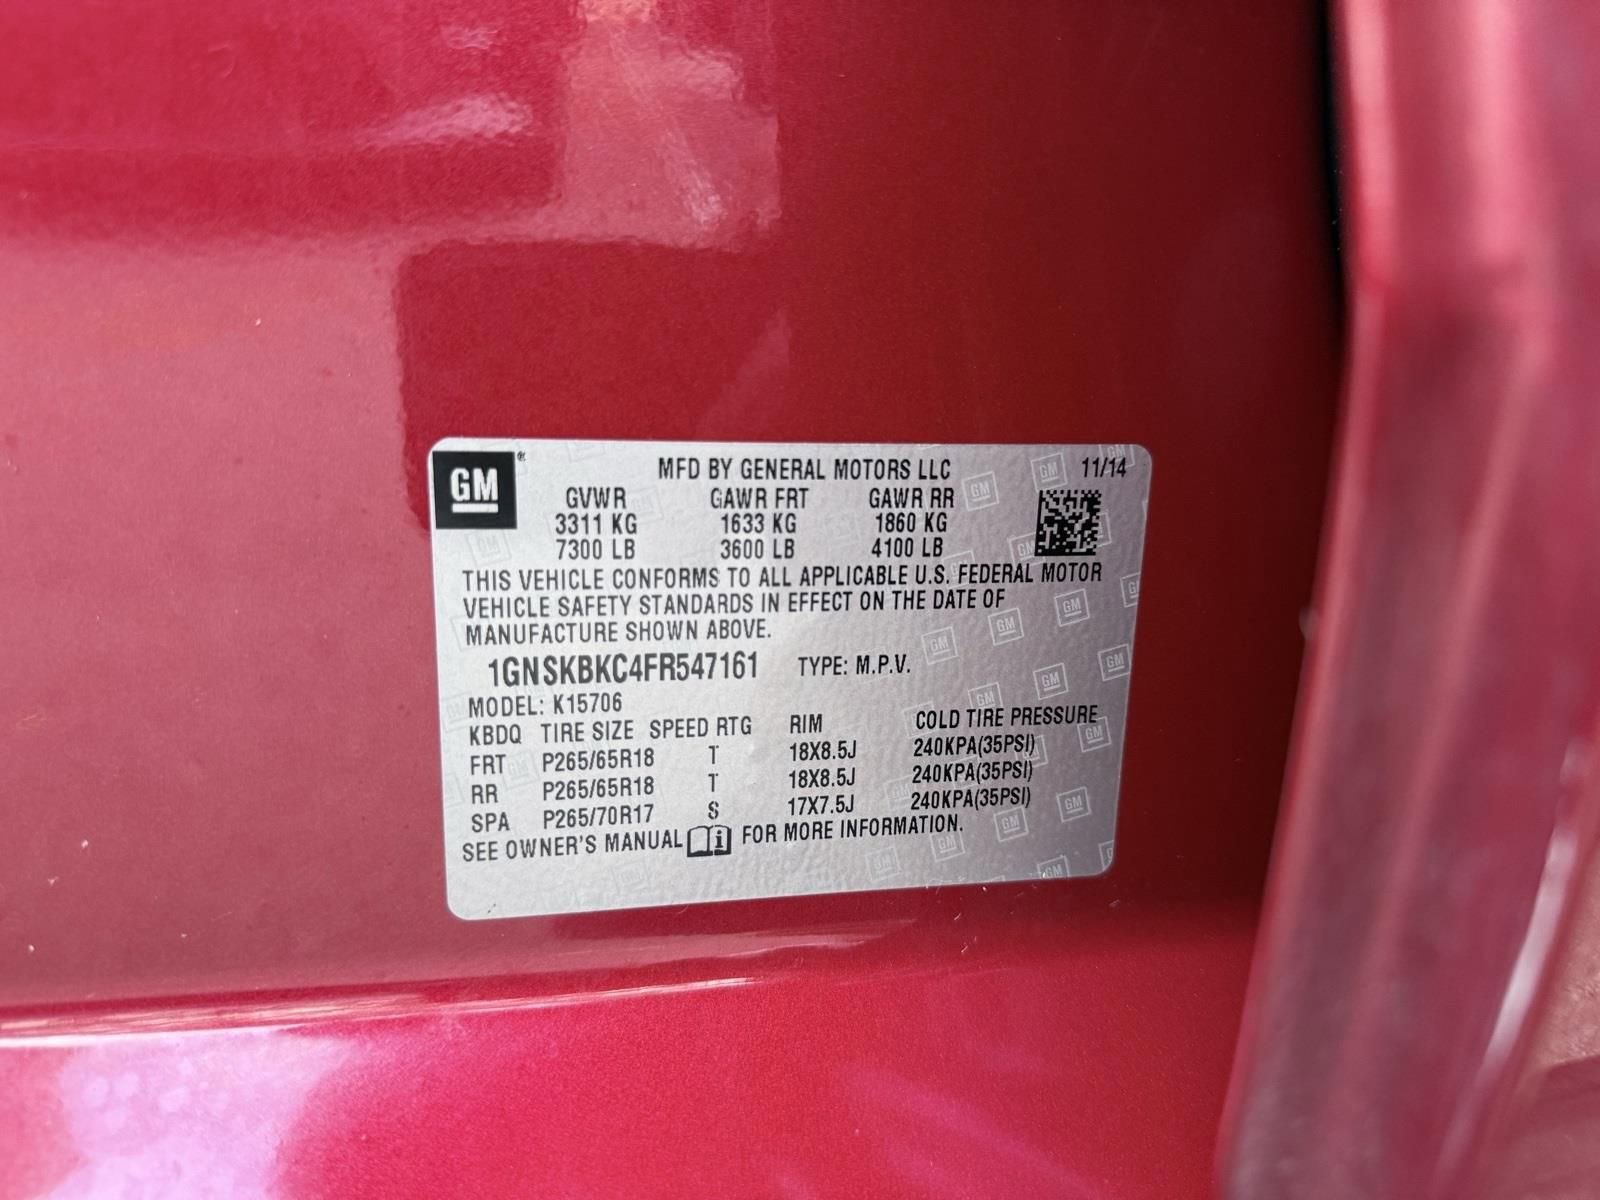 GM ® MFD BY GENERAL MOTORS LLC 11/14
GVWR GAWR FRT GAWR RR
3311 KG 1633 KG 1860 KG
7300 LB 3600 LB 4100 LB
THIS VEHICLE CONFORMS TO ALL APPLICABLE U.S. FEDERAL MOTOR
VEHICLE SAFETY STANDARDS IN EFFECT ON THE DATE OF
MANUFACTURE SHOWN ABOVE.
1GNSKBKC4FR547161 TYPE: M.P.V.
MODEL: K15706
KBDQ TIRE SIZE SPEED RTG RIM COLD TIRE PRESSURE
FRT P265/65R18 T 18X8.5J 240KPA(35PSI)
RR P265/65R18 T 18X8.5J 240KPA(35PSI)
SPA P265/70R17 S 17X7.5J 240KPA(35PSI)
SEE OWNER'S MANUAL FOR MORE INFORMATION.